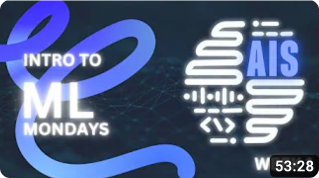 INTRO TO
ML
MONDAYS
AIS
</>
W
53:28